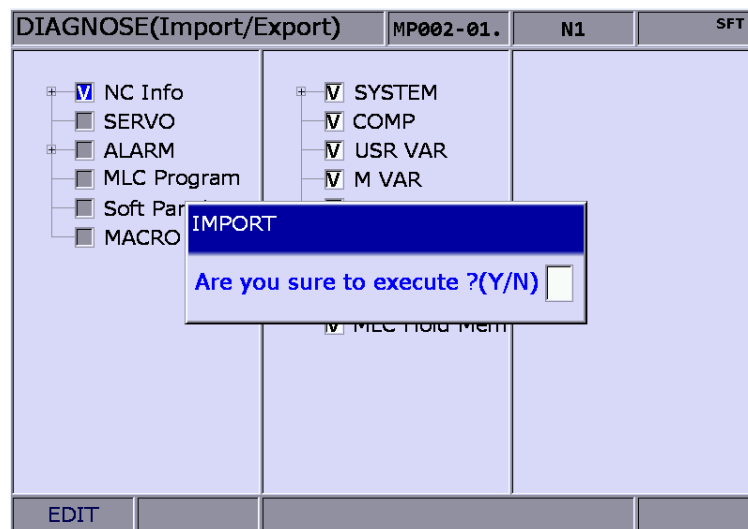 DIAGNOSE(Import/Export) MP002-01. N1 SFT
NC Info
SERVO
ALARM
MLC Program
Soft
MACRO
SYSTEM
COMP
USR VAR
M VAR
IMPORT
Are you sure to execute ?(Y/N)
MLC Hold Mem
EDIT